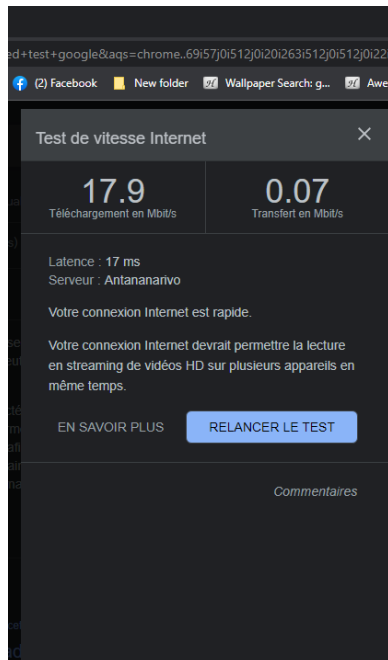 ed+test+google&aqs=chrome..69i57j0i512j0i20i263i512j0i512j0i22
(2) Facebook New folder Wallpaper Search: g... Awe
Test de vitesse Internet
17.9 0.07
Téléchargement en Mbit/s Transfert en Mbit/s
Latence : 17 ms
Serveur : Antananarivo
Votre connexion Internet est rapide.
Votre connexion Internet devrait permettre la lecture
en streaming de vidéos HD sur plusieurs appareils en
même temps.
EN SAVOIR PLUS RELANCER LE TEST
Commentaires